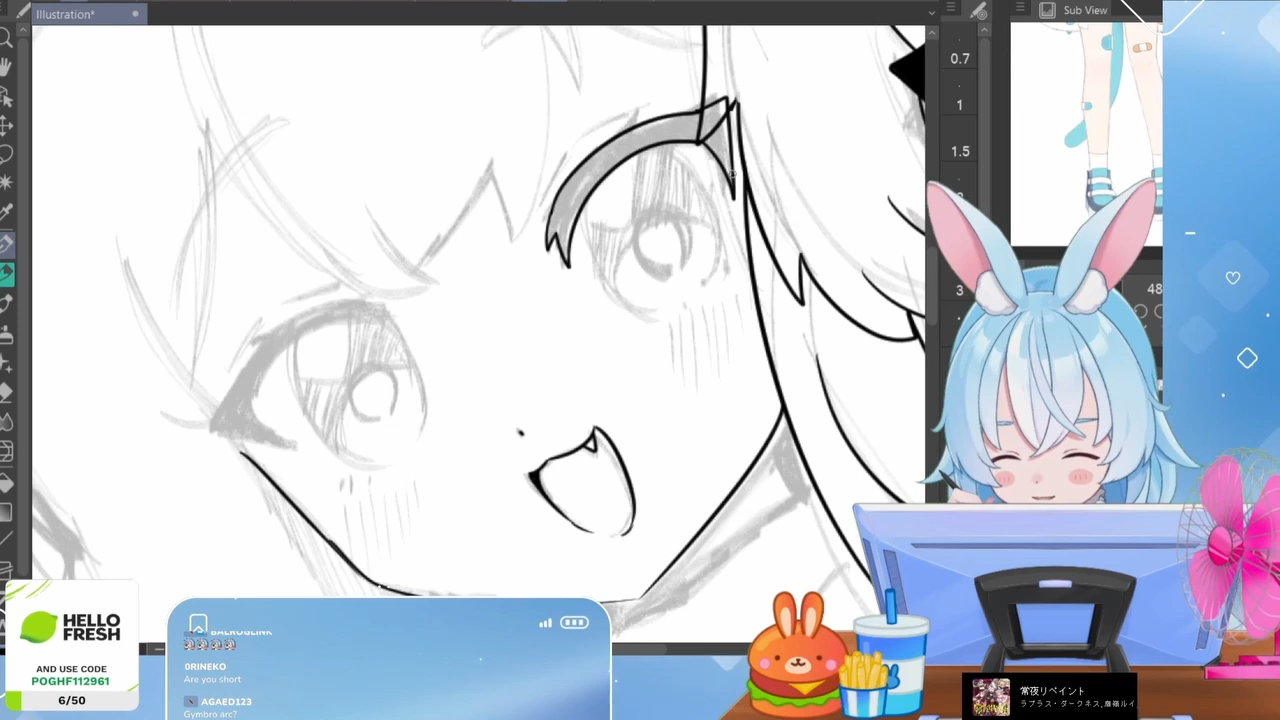 Illustration*
Sub View
0.7
1
1.5
3
48
HELLO
FRESH
AND USE CODE
POGHF112961
6/50
BALROGLINK
0RINEKO
Are you short
AGAED123
Gymbro arc?
常夜リペイント
ラプラス・ダークネス,鷹嶺ルイ